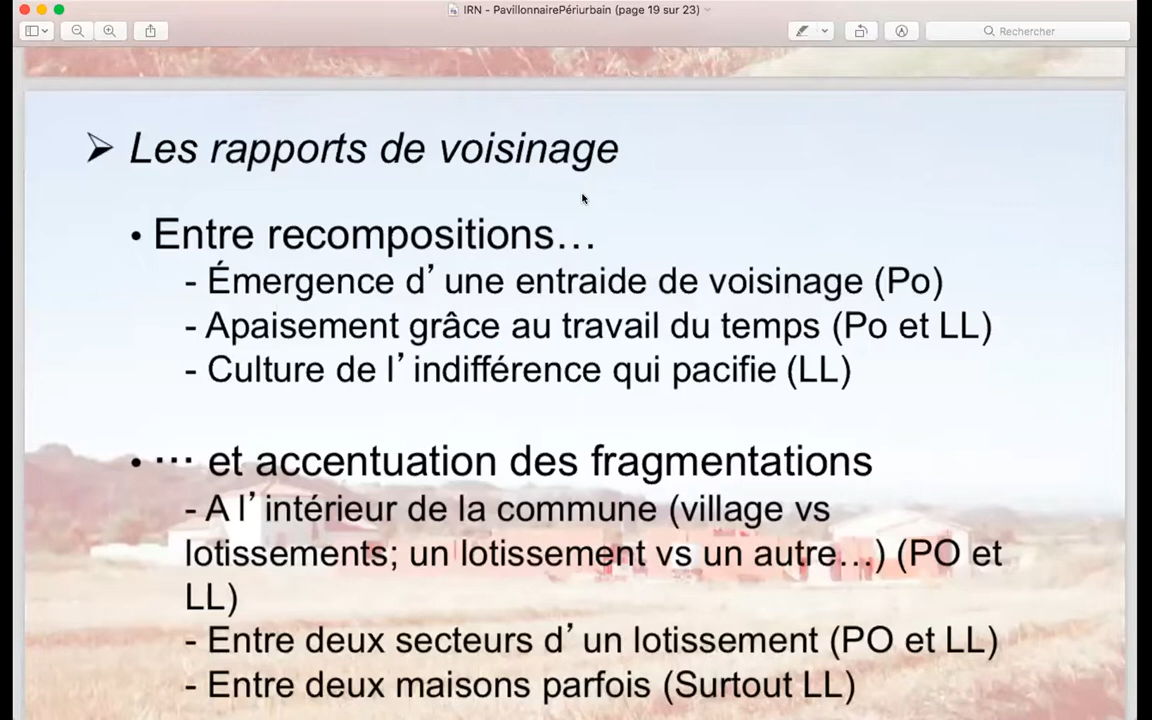 IRN - PavillonnairePériurbain (page 19 sur 23)
Rechercher
➢ Les rapports de voisinage
• Entre recompositions…
- Émergence d’ une entraide de voisinage (Po)
- Apaisement grâce au travail du temps (Po et LL)
- Culture de l’ indifférence qui pacifie (LL)
• … et accentuation des fragmentations
- A l’ intérieur de la commune (village vs
lotissements; un lotissement vs un autre…) (PO et
LL)
- Entre deux secteurs d’ un lotissement (PO et LL)
- Entre deux maisons parfois (Surtout LL)